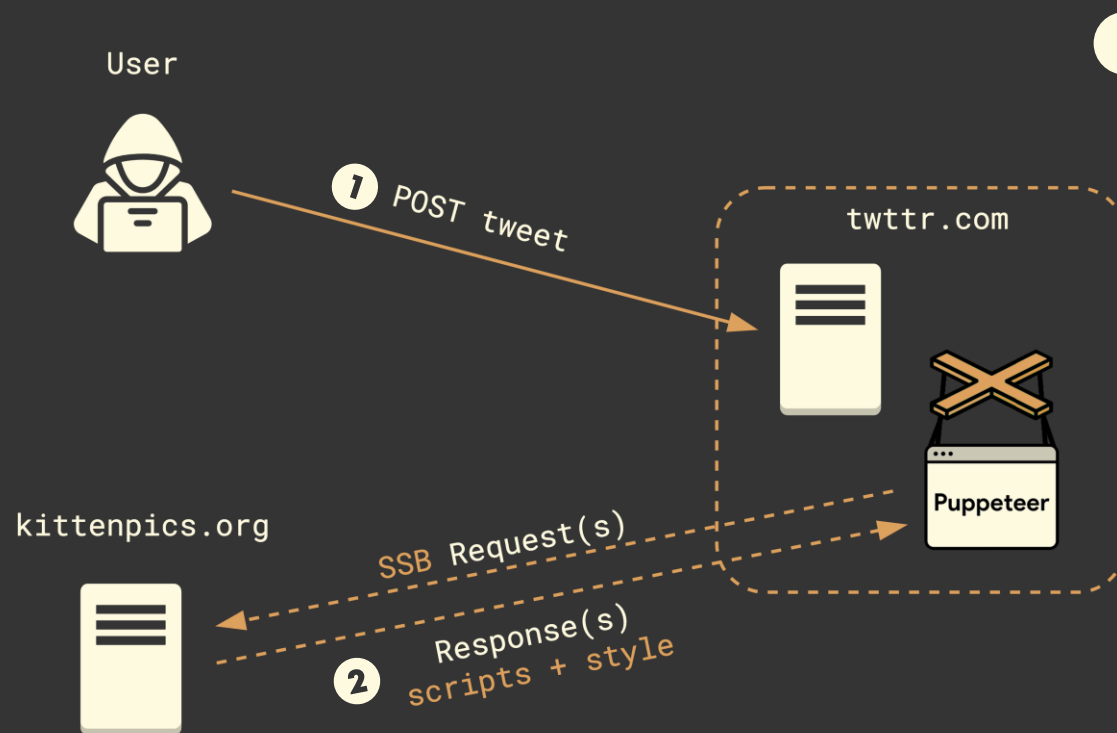 User
1 POST tweet
twttr.com
Puppeteer
kittenpics.org
SSB Request(s)
2 Response(s)
scripts + style